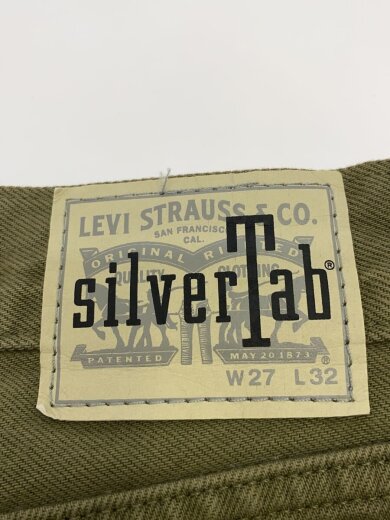 LEVI STRAUSS & CO.
SAN FRANCISCO
CAL.
ORIGINAL RIVETED
QUALITY CLOTHING
silverTab®
PATENTED MAY 20 1873 ®
W27 L32